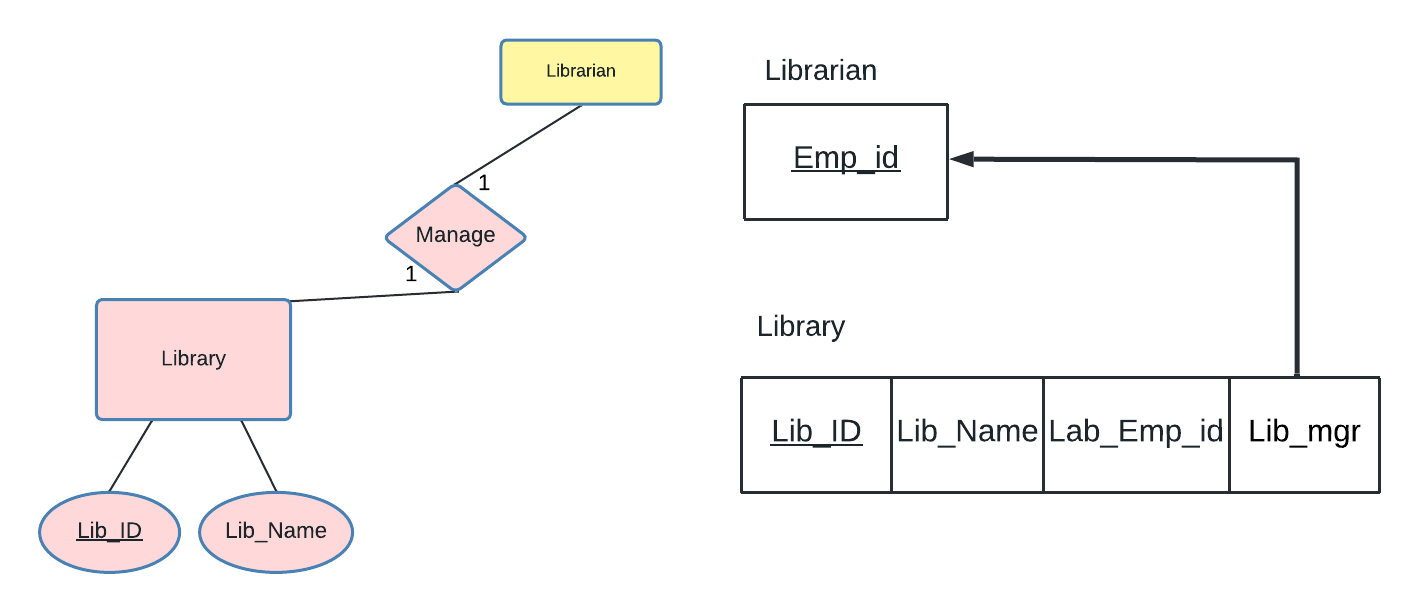 Librarian
1
Manage
1
Library
Lib_ID
Lib_Name
Librarian
Emp_id
Library
Lib_ID Lib_Name Lab_Emp_id Lib_mgr